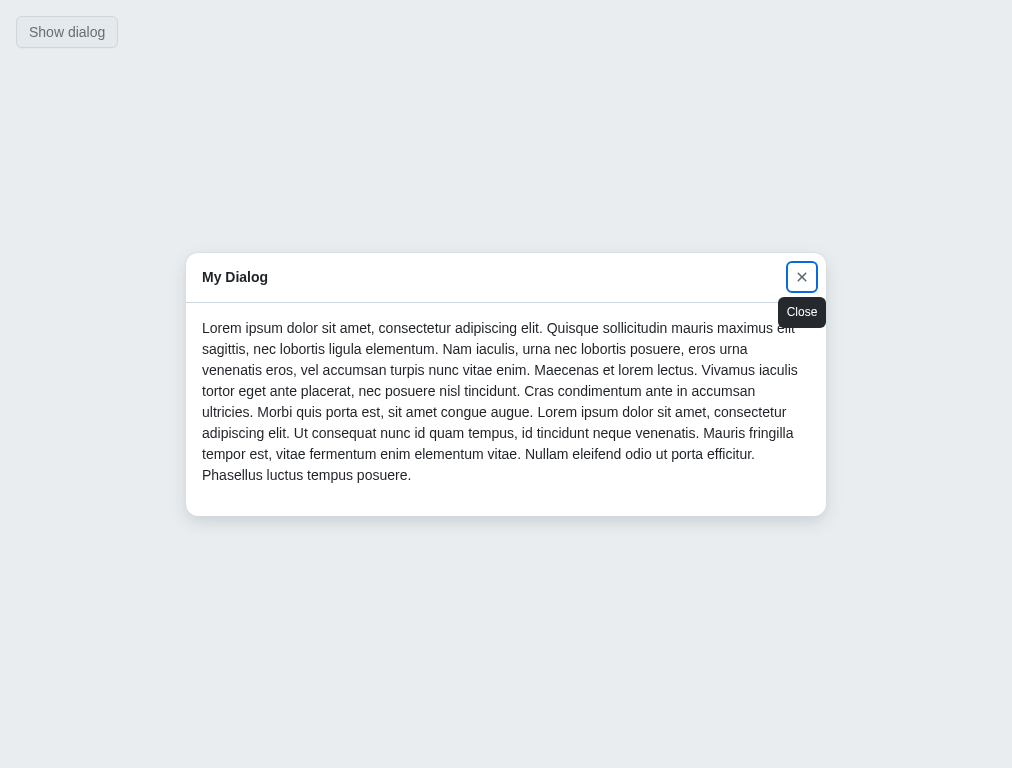 Show dialog
My Dialog
Close
Lorem ipsum dolor sit amet, consectetur adipiscing elit. Quisque sollicitudin mauris maximus elit
sagittis, nec lobortis ligula elementum. Nam iaculis, urna nec lobortis posuere, eros urna
venenatis eros, vel accumsan turpis nunc vitae enim. Maecenas et lorem lectus. Vivamus iaculis
tortor eget ante placerat, nec posuere nisl tincidunt. Cras condimentum ante in accumsan
ultricies. Morbi quis porta est, sit amet congue augue. Lorem ipsum dolor sit amet, consectetur
adipiscing elit. Ut consequat nunc id quam tempus, id tincidunt neque venenatis. Mauris fringilla
tempor est, vitae fermentum enim elementum vitae. Nullam eleifend odio ut porta efficitur.
Phasellus luctus tempus posuere.